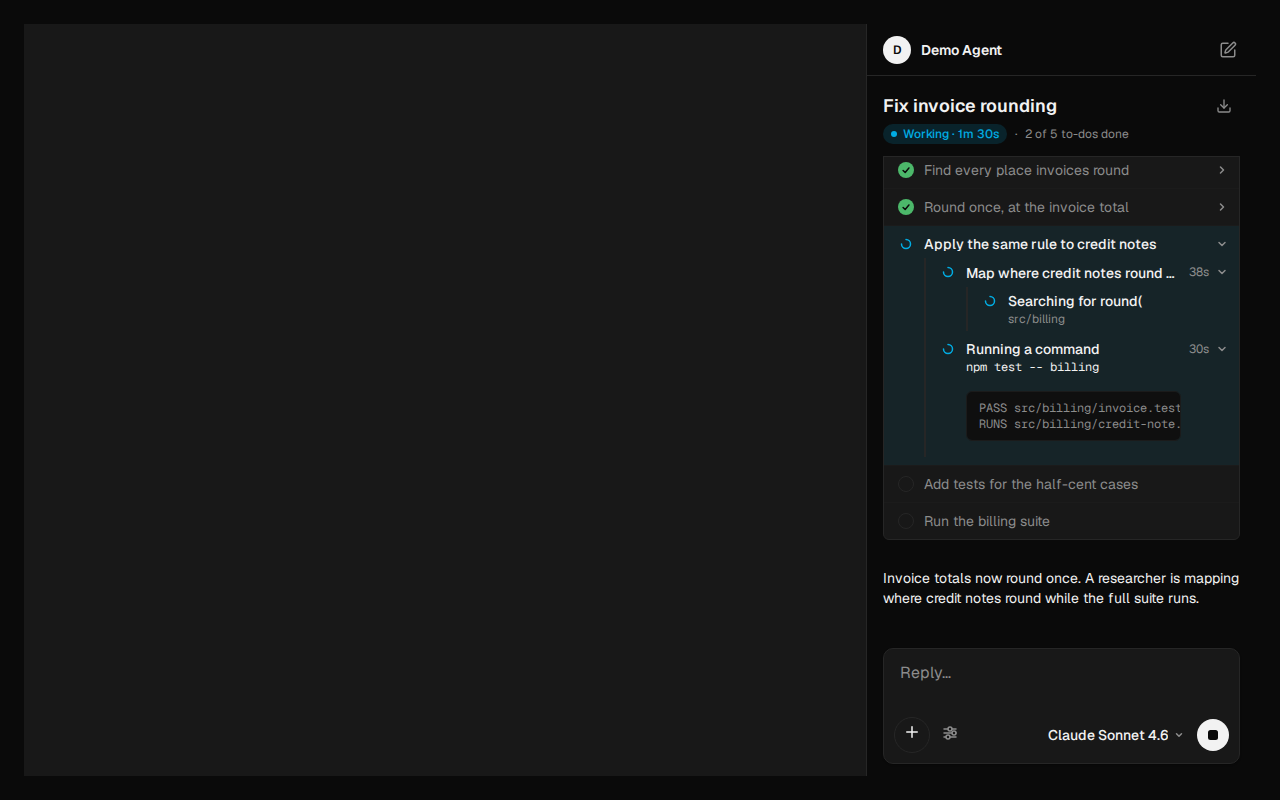 D
Demo Agent
Fix invoice rounding
Working · 1m 30s · 2 of 5 to-dos done
Find every place invoices round
Round once, at the invoice total
Apply the same rule to credit notes
Map where credit notes round … 38s
Searching for round(
src/billing
Running a command 30s
npm test -- billing
PASS src/billing/invoice.test
RUNS src/billing/credit-note.
Add tests for the half-cent cases
Run the billing suite
Invoice totals now round once. A researcher is mapping
where credit notes round while the full suite runs.
Reply…
Claude Sonnet 4.6